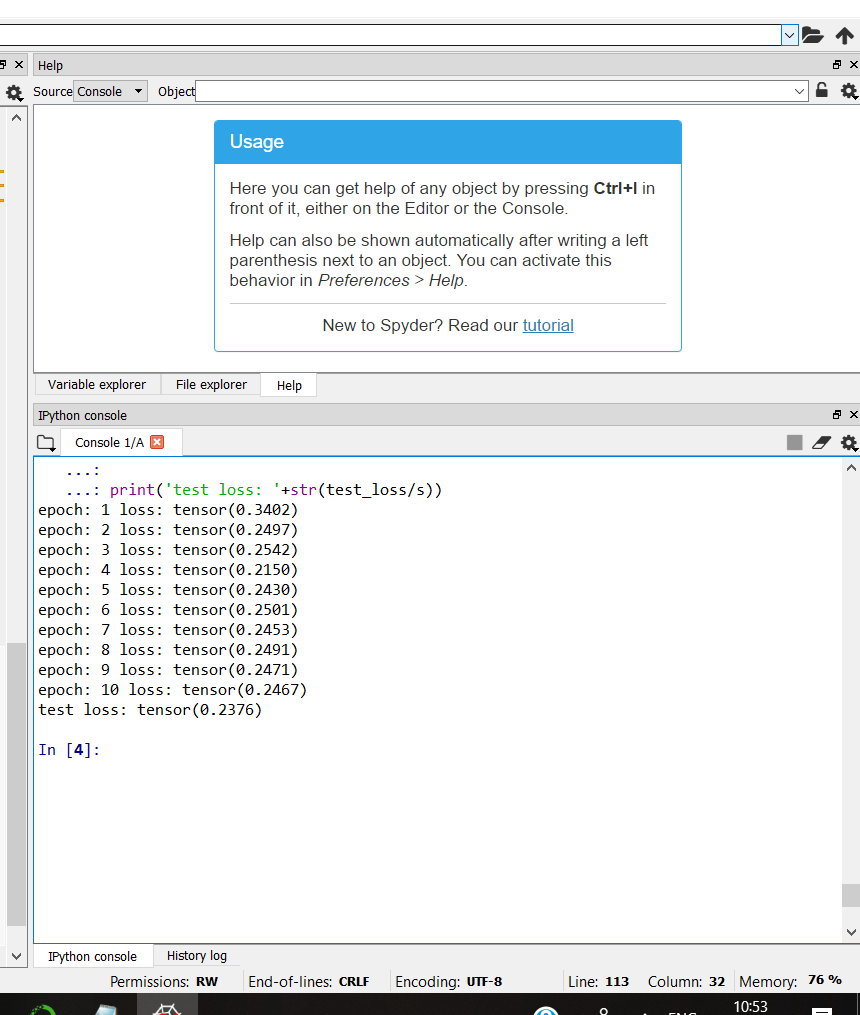 Help
Source Console Object
Usage
Here you can get help of any object by pressing Ctrl+I in
front of it, either on the Editor or the Console.
Help can also be shown automatically after writing a left
parenthesis next to an object. You can activate this
behavior in Preferences > Help.
New to Spyder? Read our tutorial
Variable explorer File explorer Help
IPython console
Console 1/A
...:
...: print('test loss: '+str(test_loss/s))
epoch: 1 loss: tensor(0.3402)
epoch: 2 loss: tensor(0.2497)
epoch: 3 loss: tensor(0.2542)
epoch: 4 loss: tensor(0.2150)
epoch: 5 loss: tensor(0.2430)
epoch: 6 loss: tensor(0.2501)
epoch: 7 loss: tensor(0.2453)
epoch: 8 loss: tensor(0.2491)
epoch: 9 loss: tensor(0.2471)
epoch: 10 loss: tensor(0.2467)
test loss: tensor(0.2376)
In [4]:
IPython console History log
Permissions: RW End-of-lines: CRLF Encoding: UTF-8 Line: 113 Column: 32 Memory: 76 %
10:53